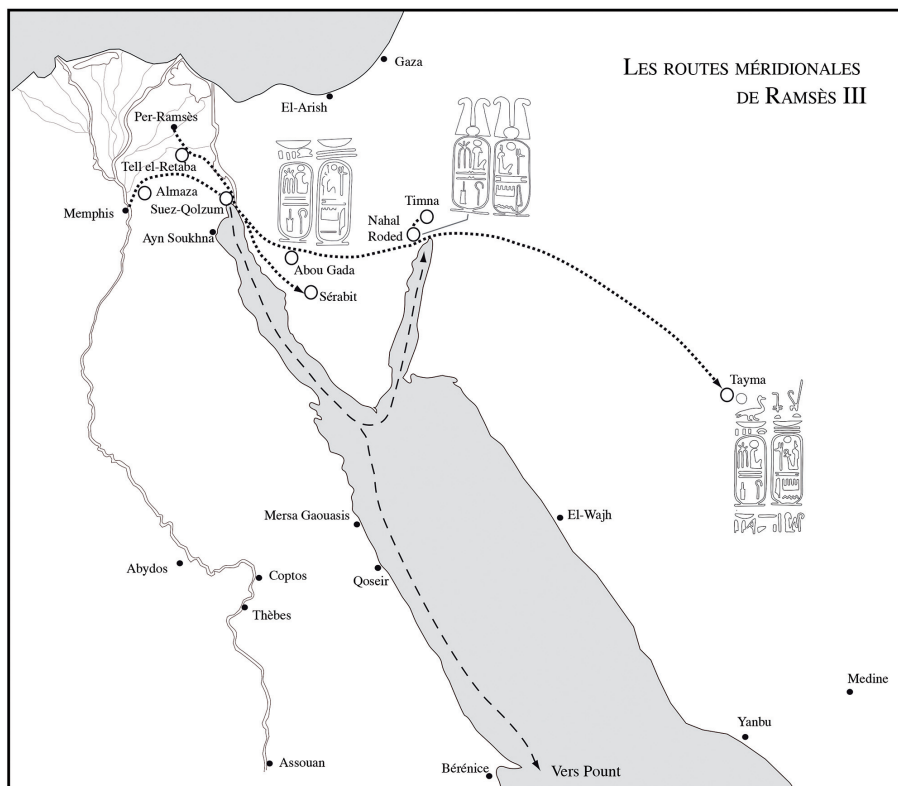 LES ROUTES MÉRIDIONALES
DE RAMSÈS III
Gaza
El-Arish
Per-Ramsès
Tell el-Retaba
Almaza
Memphis
Suez-Qolzum
Ayn Soukhna
Timna
Nahal
Roded
Abou Gada
Sérabit
Tayma
Mersa Gaouasis
El-Wajh
Abydos
Coptos
Qoseir
Thèbes
Medine
Yanbu
Assouan
Bérénice
Vers Pount